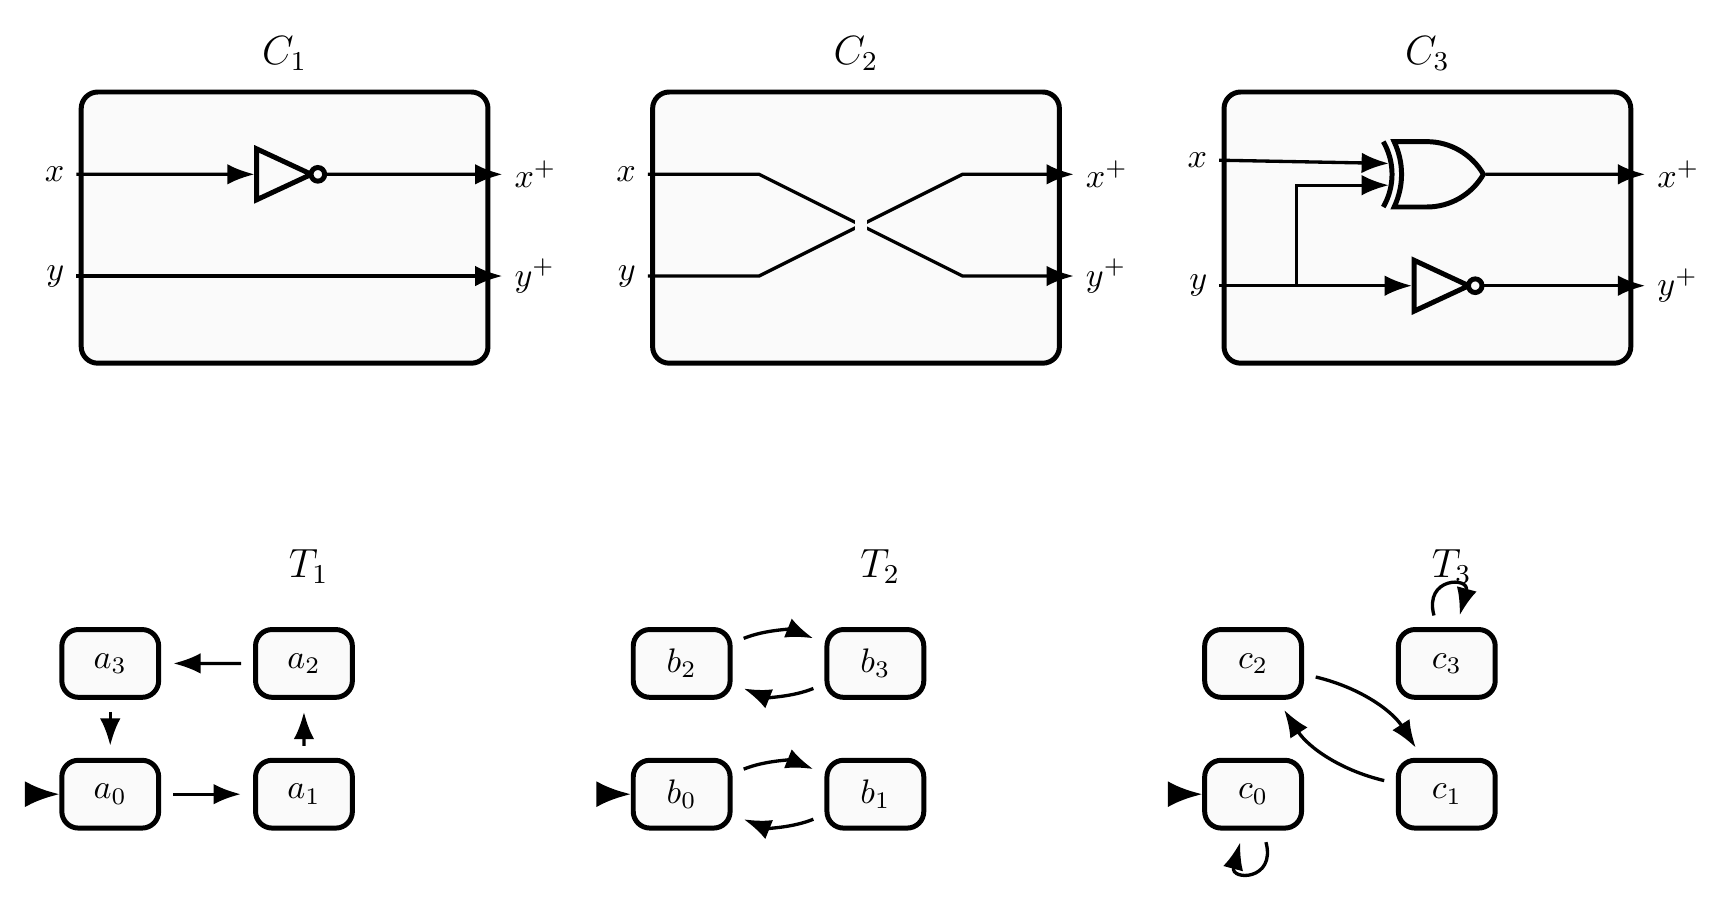 C₁ C₂ C₃
x x⁺ x x⁺ x x⁺
y y⁺ y y⁺ y y⁺
T₁ T₂ T₃
a₃ a₂ b₂ b₃ c₂ c₃
a₀ a₁ b₀ b₁ c₀ c₁